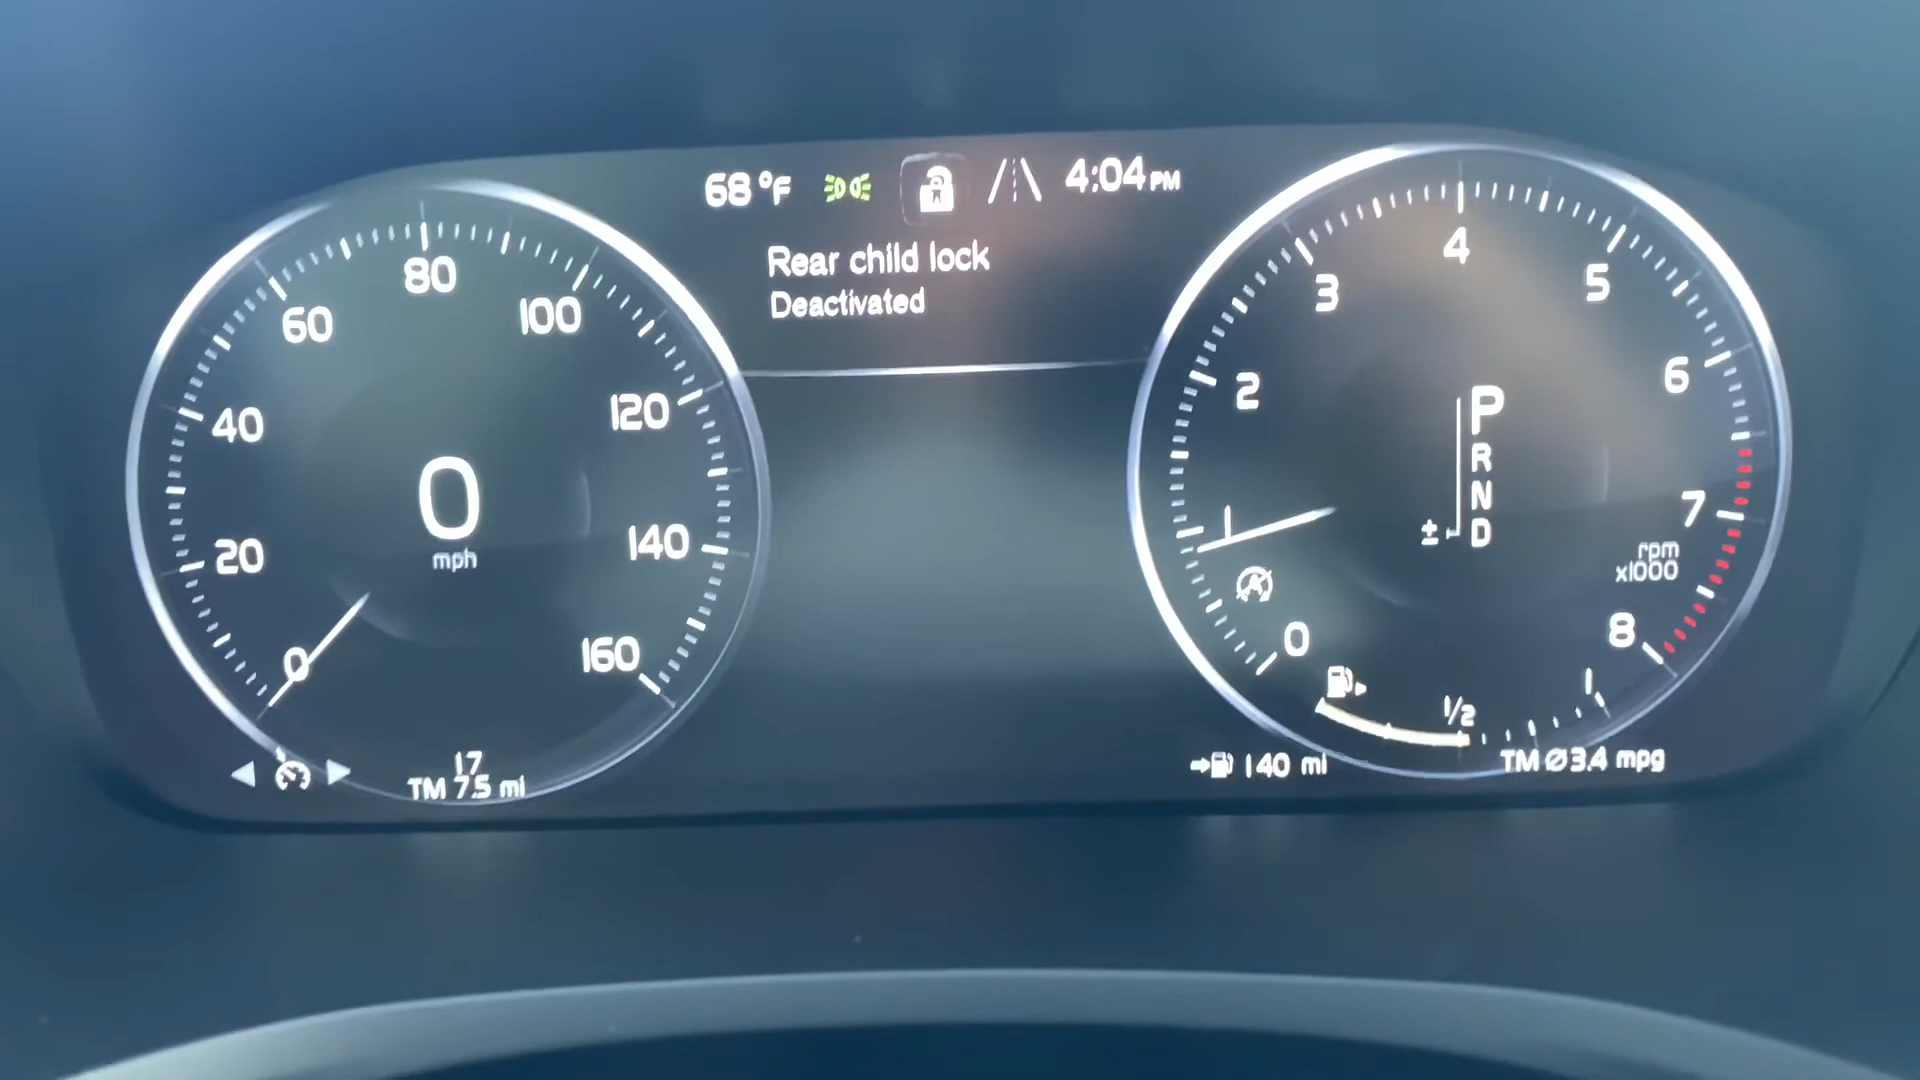 68 °F
4:04 PM
Rear child lock
Deactivated
0
20
40
60
80
100
120
140
160
0
mph
17
TM 7.5 mi
0
1
2
3
4
5
6
7
8
rpm
x1000
P
R
N
± D
1/2
1
140 mi
TM Ø3.4 mpg